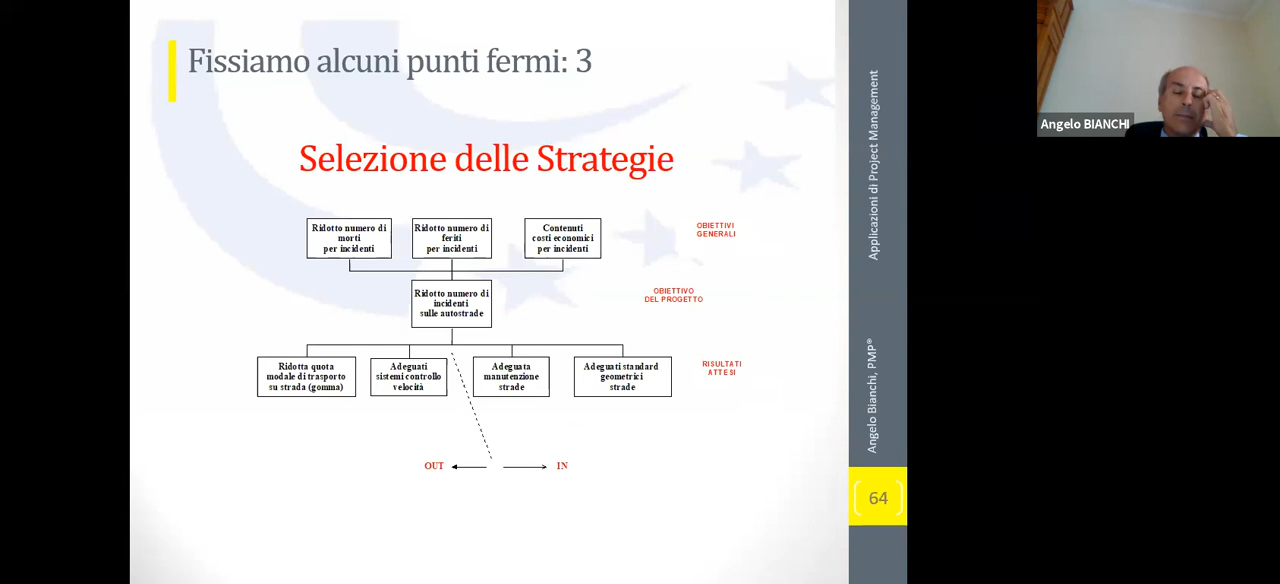 Fissiamo alcuni punti fermi: 3
Selezione delle Strategie
Ridotto numero di
morti
per incidenti
Ridotto numero di
feriti
per incidenti
Contenuti
costi economici
per incidenti
OBIETTIVI
GENERALI
Ridotto numero di
incidenti
sulle autostrade
OBIETTIVO
DEL PROGETTO
Ridotta quota
modale di trasporto
su strada (gomma)
Adeguati
sistemi controllo
velocità
Adeguata
manutenzione
strade
Adeguati standard
geometrici
strade
RISULTATI
ATTESI
OUT
IN
Applicazioni di Project Management
Angelo Bianchi, PMP®
64
Angelo BIANCHI